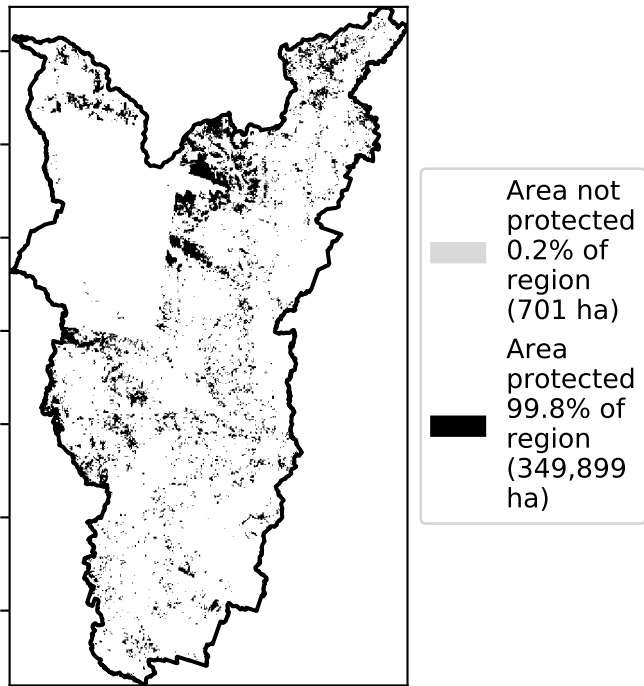 Area not
protected
0.2% of
region
(701 ha)
Area
protected
99.8% of
region
(349,899
ha)